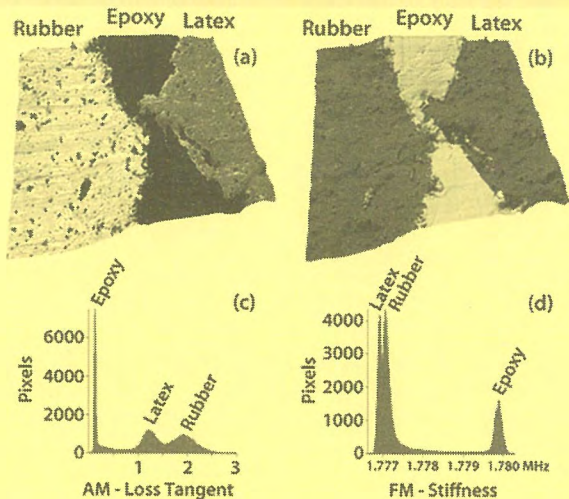 Rubber Epoxy Latex
(a)
Rubber Epoxy Latex
(b)
(c)
Epoxy
Latex
Rubber
Pixels
6000
4000
2000
0
1 2 3
AM - Loss Tangent
(d)
Latex
Rubber
Epoxy
Pixels
4000
3000
2000
1000
0
1.777 1.778 1.779 1.780 MHz
FM - Stiffness